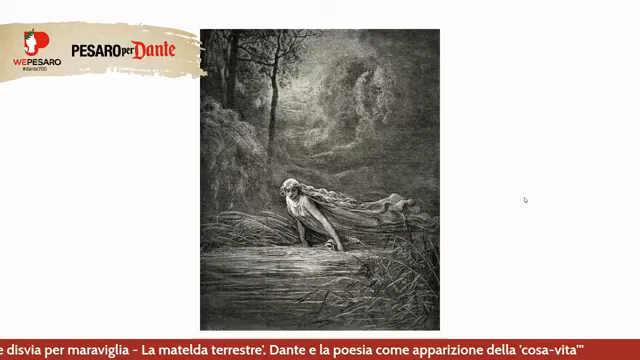 WEPESARO
#dante700
PESARO per Dante
e disvia per maraviglia - La matelda terrestre'. Dante e la poesia come apparizione della 'cosa-vita'"